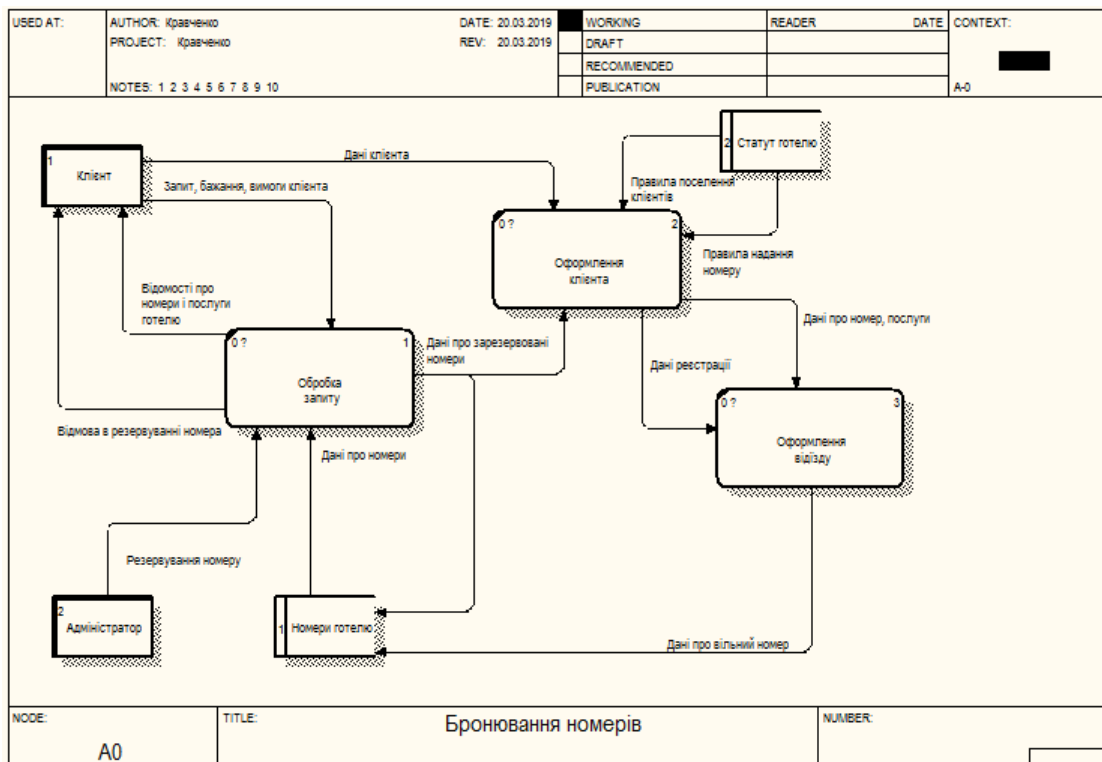 USED AT:
AUTHOR: Кравченко
DATE: 20.03.2019
PROJECT: Кравченко
REV: 20.03.2019
NOTES: 1 2 3 4 5 6 7 8 9 10
WORKING
DRAFT
RECOMMENDED
PUBLICATION
READER
DATE
CONTEXT:
A-0
1
Клієнт
Дані клієнта
Запит, бажання, вимоги клієнта
2
Статут готелю
Правила поселення
клієнтів
0 ?
2
Оформлення
клієнта
Правила надання
номеру
Відомості про
номери і послуги
готелю
0 ?
1
Обробка
запиту
Дані про зарезервовані
номери
Дані про номер, послуги
Дані реєстрації
0 ?
3
Оформлення
відїзду
Відмова в резервуванні номера
Дані про номери
Резервування номеру
2
Адміністратор
1
Номери готелю
Дані про вільний номер
NODE:
A0
TITLE:
Бронювання номерів
NUMBER: